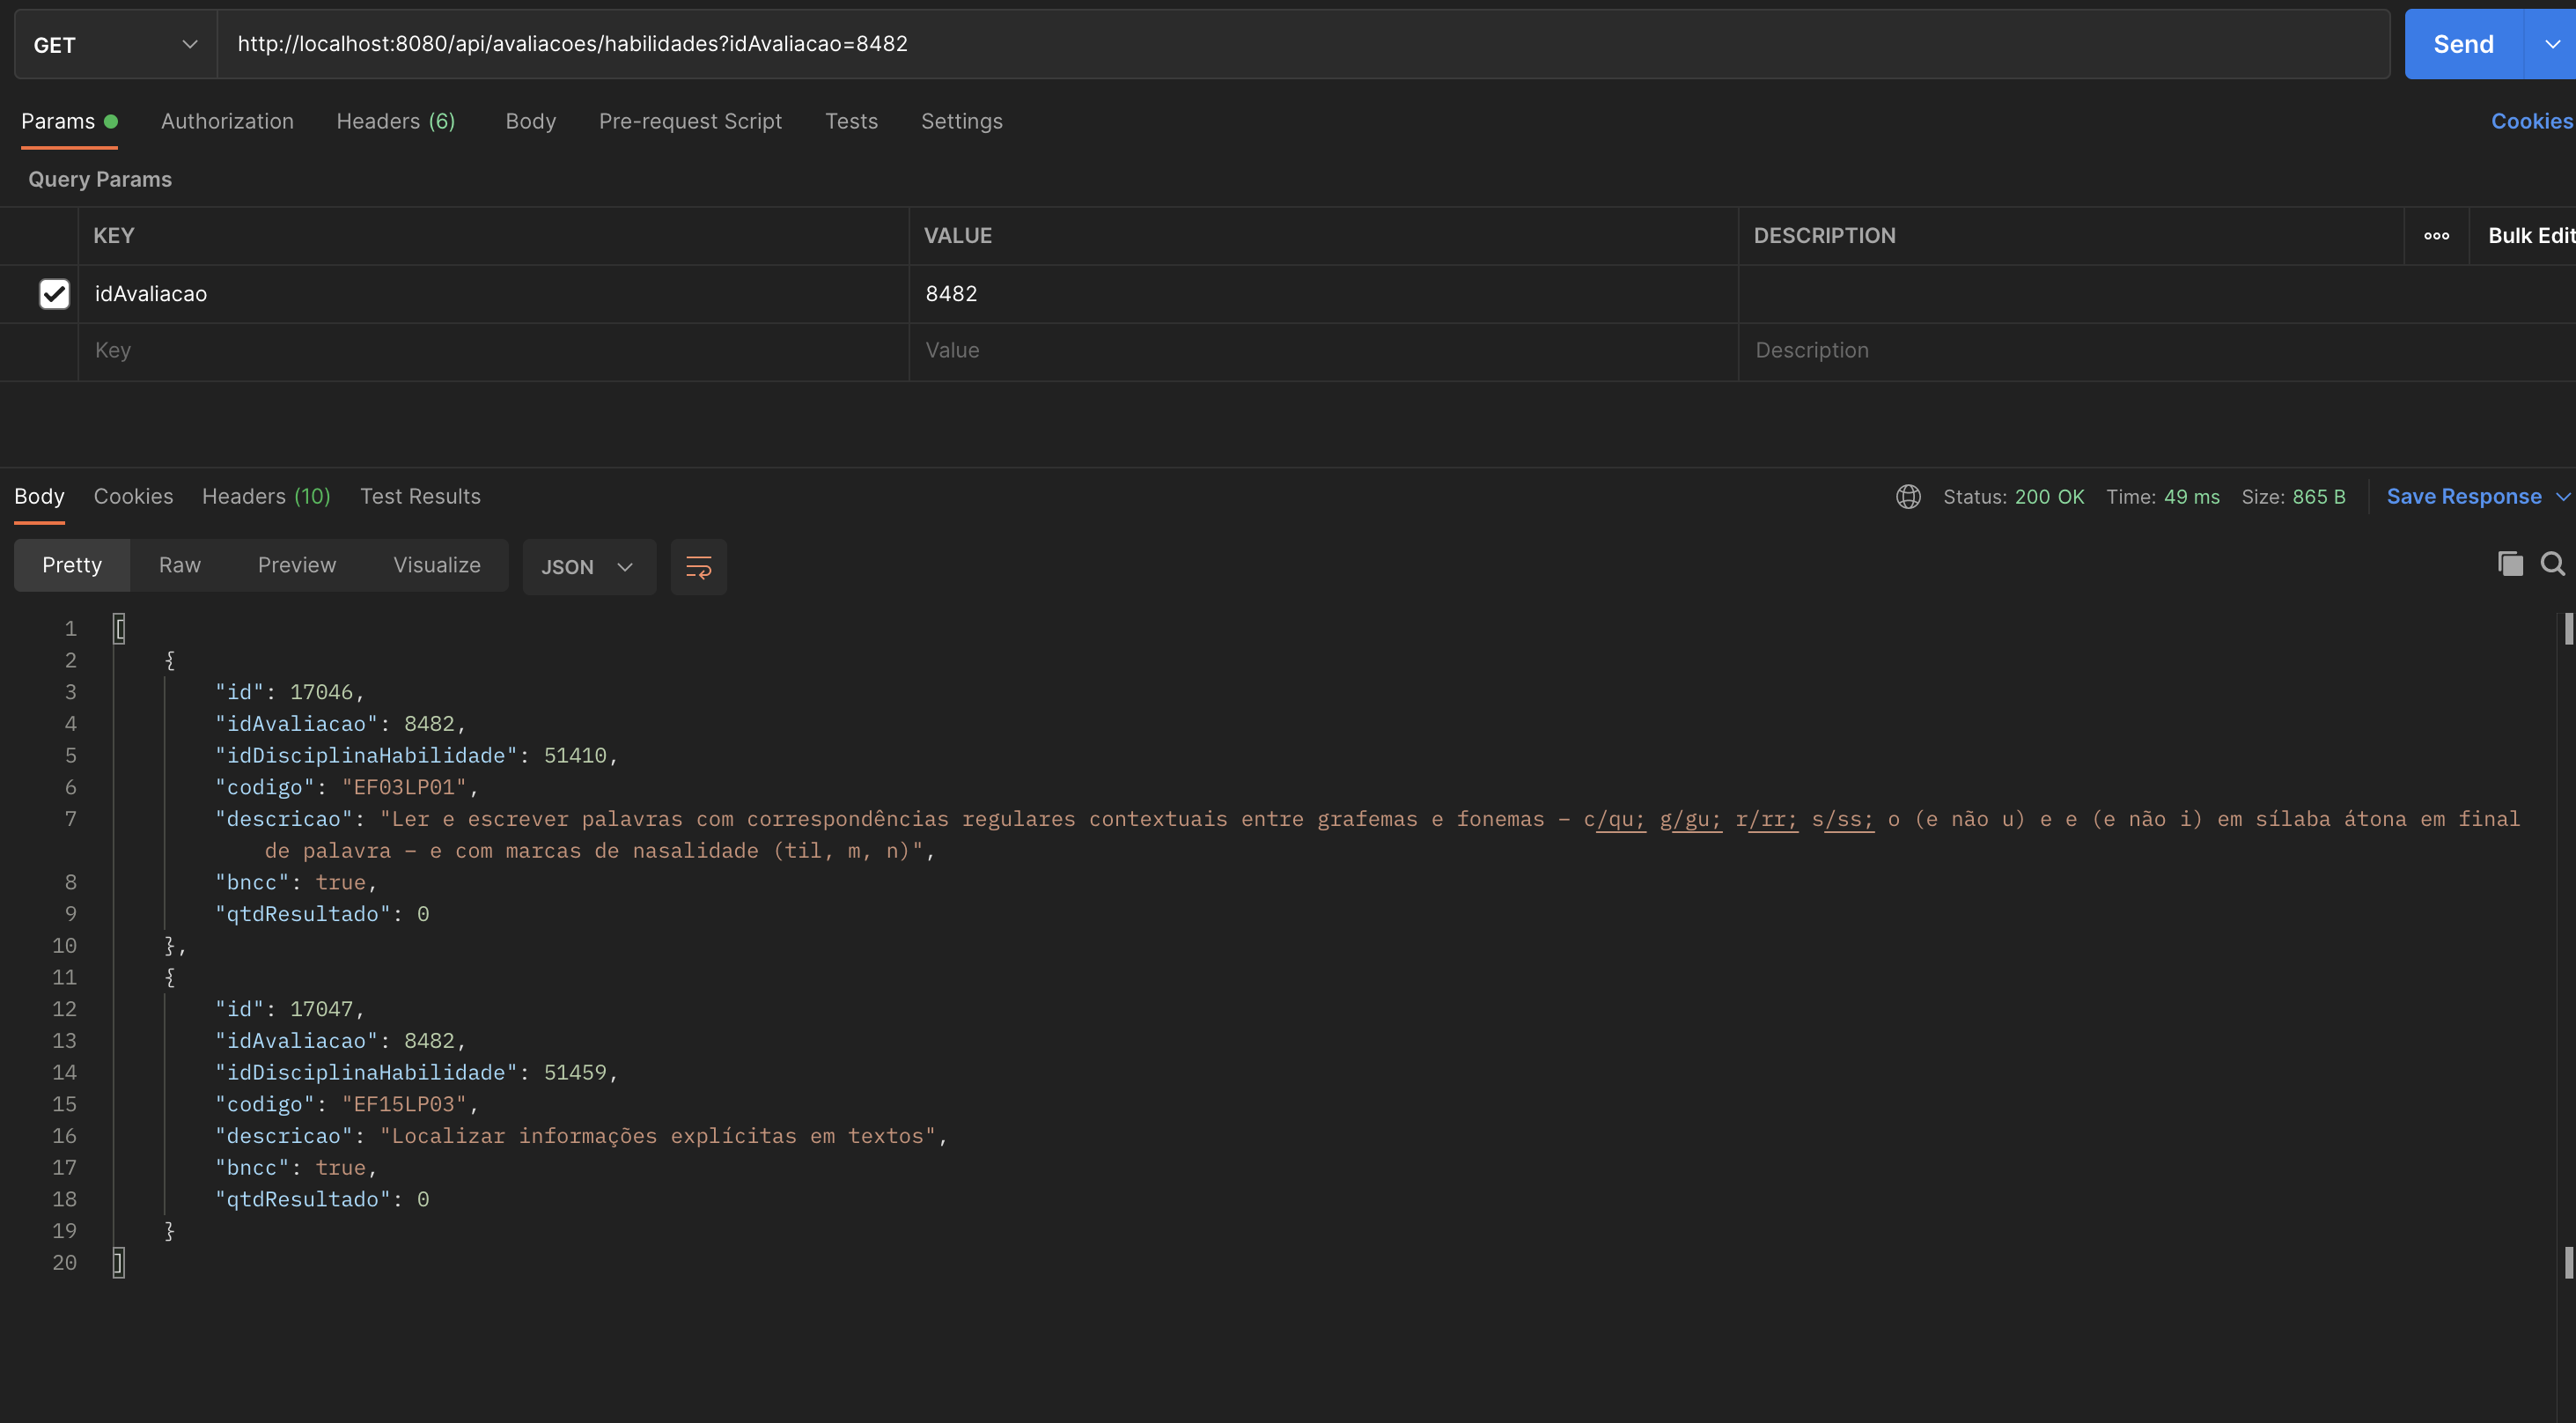 GET http://localhost:8080/api/avaliacoes/habilidades?idAvaliacao=8482 Send
Params Authorization Headers (6) Body Pre-request Script Tests Settings Cookies
Query Params
KEY VALUE DESCRIPTION ooo Bulk Edit
idAvaliacao 8482
Key Value Description
Body Cookies Headers (10) Test Results Status: 200 OK Time: 49 ms Size: 865 B Save Response
Pretty Raw Preview Visualize JSON
1 [
2 {
3 "id": 17046,
4 "idAvaliacao": 8482,
5 "idDisciplinaHabilidade": 51410,
6 "codigo": "EF03LP01",
7 "descricao": "Ler e escrever palavras com correspondências regulares contextuais entre grafemas e fonemas – c/qu; g/gu; r/rr; s/ss; o (e não u) e e (e não i) em sílaba átona em final
de palavra – e com marcas de nasalidade (til, m, n)",
8 "bncc": true,
9 "qtdResultado": 0
10 },
11 {
12 "id": 17047,
13 "idAvaliacao": 8482,
14 "idDisciplinaHabilidade": 51459,
15 "codigo": "EF15LP03",
16 "descricao": "Localizar informações explícitas em textos",
17 "bncc": true,
18 "qtdResultado": 0
19 }
20 ]